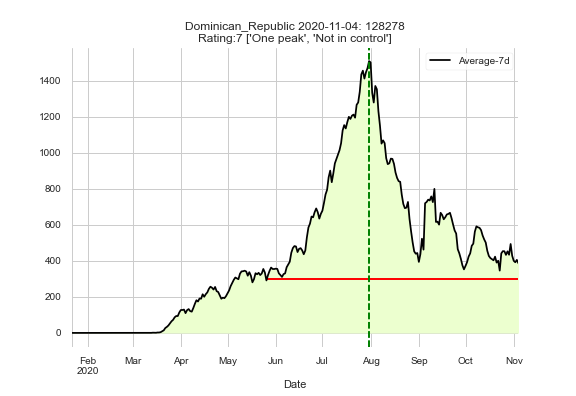 Dominican_Republic 2020-11-04: 128278
Rating:7 ['One peak', 'Not in control']
Average-7d
1400
1200
1000
800
600
400
200
0
Feb Mar Apr May Jun Jul Aug Sep Oct Nov
2020
Date